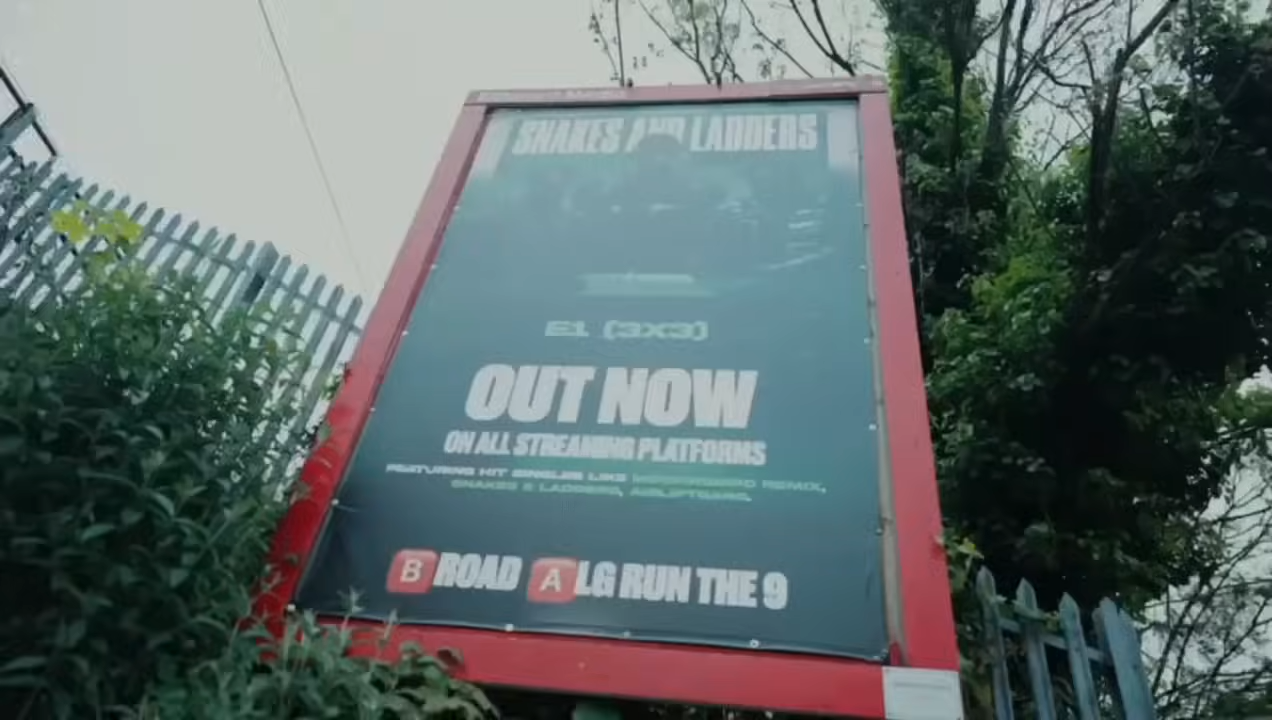 SNAKES AND LADDERS
E1 (3X3)
OUT NOW
ON ALL STREAMING PLATFORMS
FEATURING HIT SINGLES LIKE REMIX,
SNAKES & LADDERS,
BROAD ALG RUN THE 9